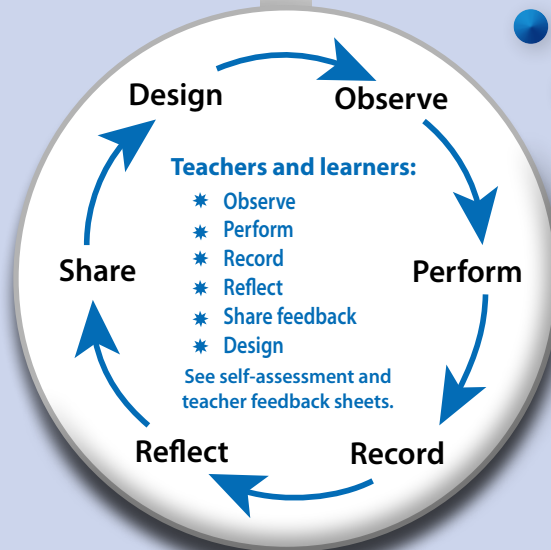 Design
Observe
Perform
Record
Reflect
Share
Teachers and learners:
✷ Observe
✷ Perform
✷ Record
✷ Reflect
✷ Share feedback
✷ Design
See self-assessment and
teacher feedback sheets.